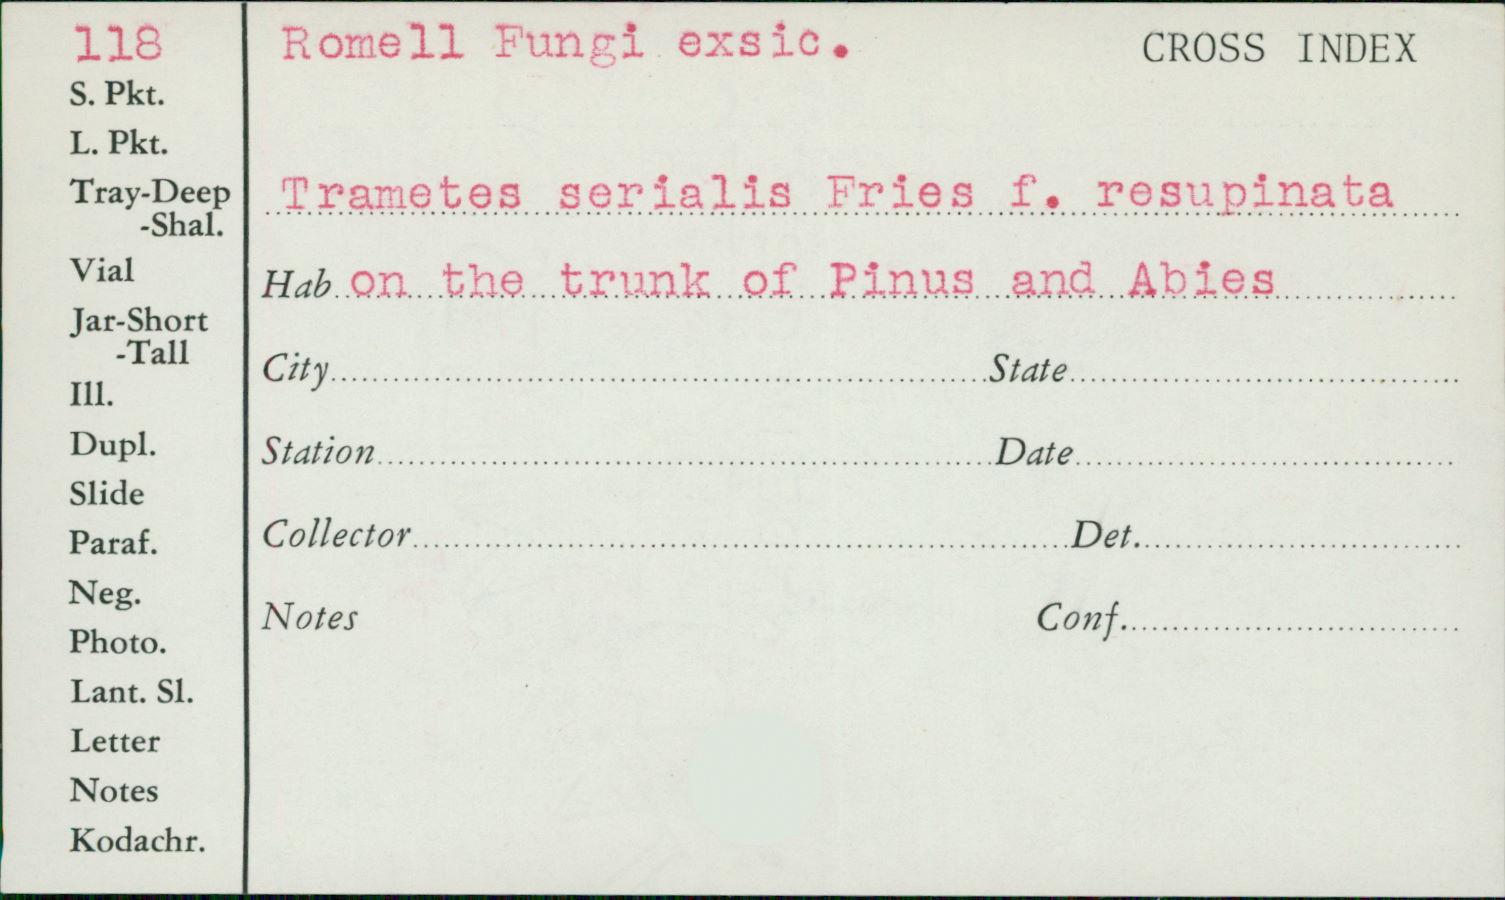 118
S. Pkt.
L. Pkt.
Tray-Deep
-Shal.
Vial
Jar-Short
-Tall
Ill.
Dupl.
Slide
Paraf.
Neg.
Photo.
Lant. Sl.
Letter
Notes
Kodachr.
Romell Fungi exsic. CROSS INDEX
Trametes serialis Fries f. resupinata
Hab on the trunk of Pinus and Abies
City State
Station Date
Collector Det.
Notes Conf.